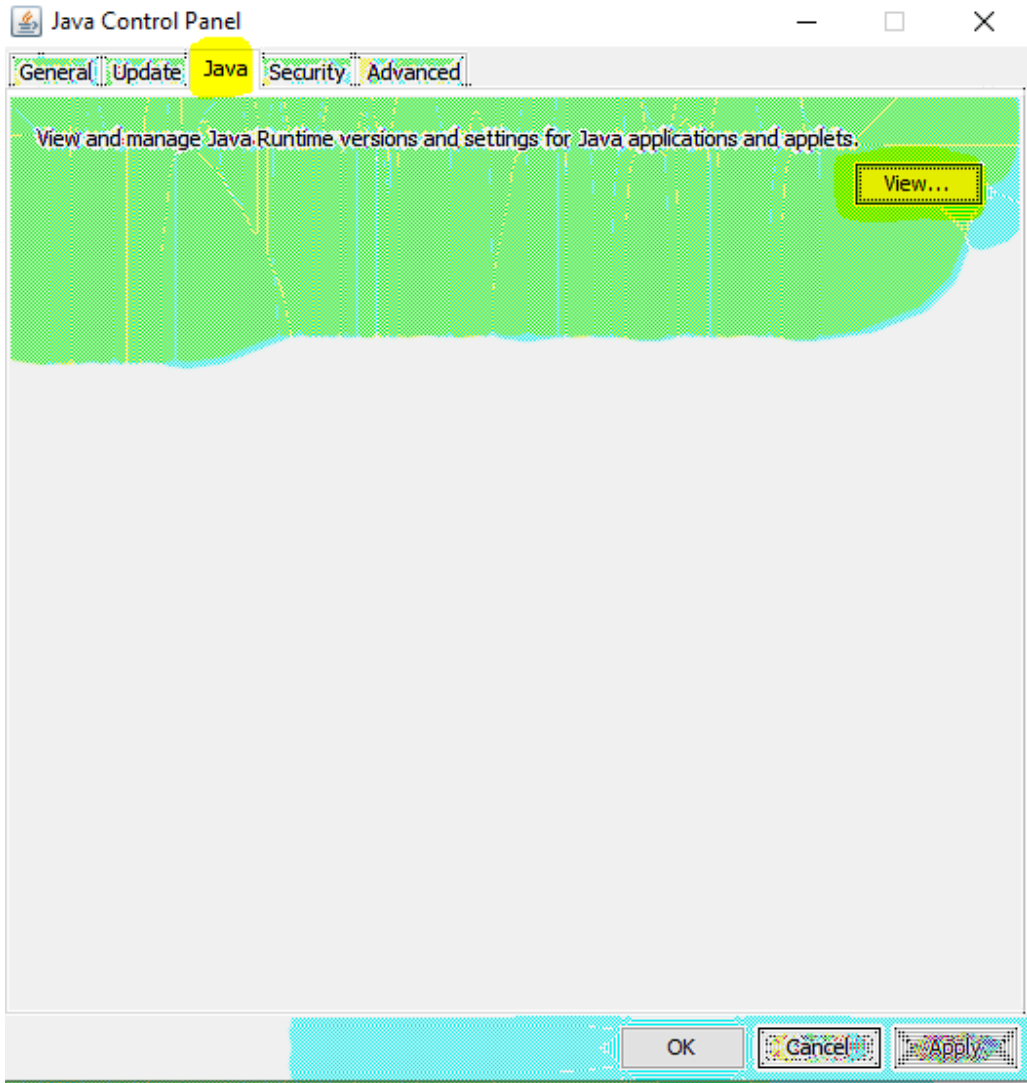 Java Control Panel
General Update Java Security Advanced
View and manage Java Runtime versions and settings for Java applications and applets.
View...
OK Cancel Apply